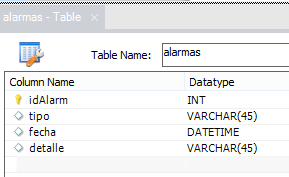 alarmas - Table
Table Name: alarmas
Column Name Datatype
idAlarm INT
tipo VARCHAR(45)
fecha DATETIME
detalle VARCHAR(45)